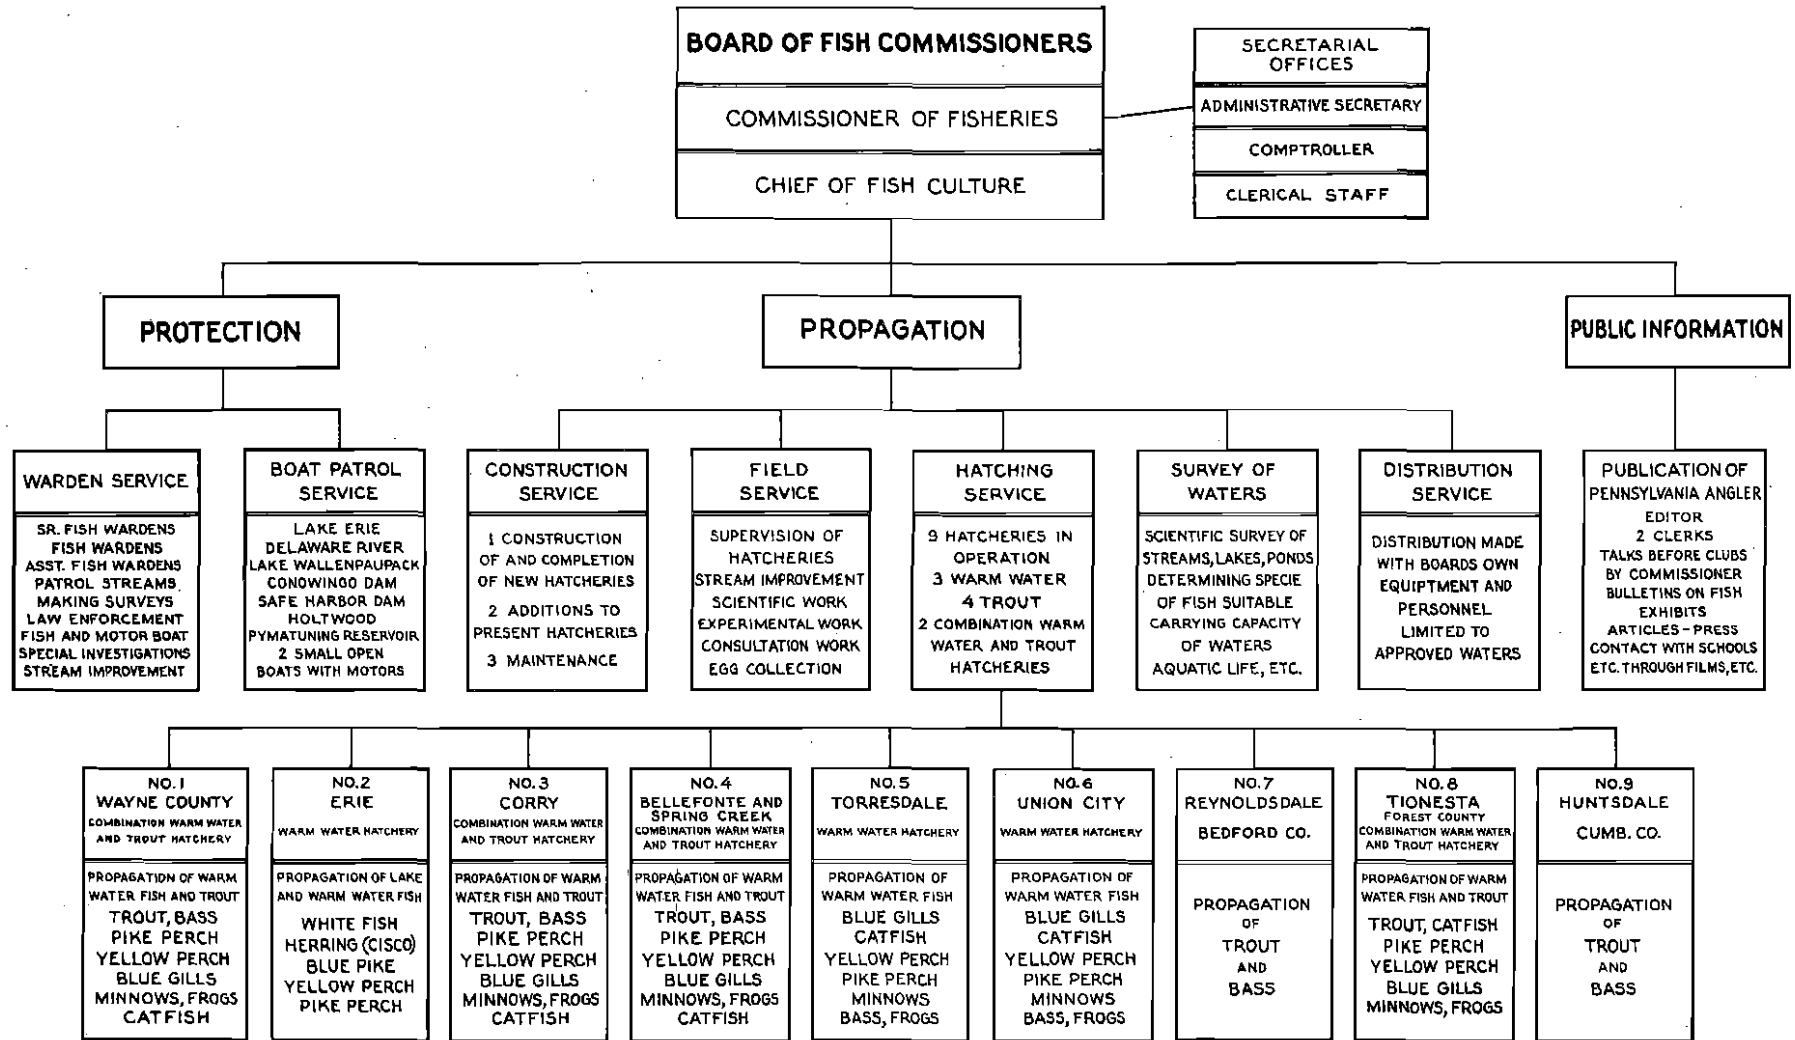 BOARD OF FISH COMMISSIONERS
COMMISSIONER OF FISHERIES
CHIEF OF FISH CULTURE
SECRETARIAL
OFFICES
ADMINISTRATIVE SECRETARY
COMPTROLLER
CLERICAL STAFF
PROTECTION
PROPAGATION
PUBLIC INFORMATION
WARDEN SERVICE
SR. FISH WARDENS
FISH WARDENS
ASST. FISH WARDENS
PATROL STREAMS
MAKING SURVEYS
LAW ENFORCEMENT
FISH AND MOTOR BOAT
SPECIAL INVESTIGATIONS
STREAM IMPROVEMENT
BOAT PATROL
SERVICE
LAKE ERIE
DELAWARE RIVER
LAKE WALLENPAUPACK
CONOWINGO DAM
SAFE HARBOR DAM
HOLTWOOD
PYMATUNING RESERVOIR
2 SMALL OPEN
BOATS WITH MOTORS
CONSTRUCTION
SERVICE
1 CONSTRUCTION
OF AND COMPLETION
OF NEW HATCHERIES
2 ADDITIONS TO
PRESENT HATCHERIES
3 MAINTENANCE
FIELD
SERVICE
SUPERVISION OF
HATCHERIES
STREAM IMPROVEMENT
SCIENTIFIC WORK
EXPERIMENTAL WORK
CONSULTATION WORK
EGG COLLECTION
HATCHING
SERVICE
9 HATCHERIES IN
OPERATION
3 WARM WATER
4 TROUT
2 COMBINATION WARM
WATER AND TROUT
HATCHERIES
SURVEY OF
WATERS
SCIENTIFIC SURVEY OF
STREAMS, LAKES, PONDS
DETERMINING SPECIE
OF FISH SUITABLE
CARRYING CAPACITY
OF WATERS
AQUATIC LIFE, ETC.
DISTRIBUTION
SERVICE
DISTRIBUTION MADE
WITH BOARDS OWN
EQUIPTMENT AND
PERSONNEL
LIMITED TO
APPROVED WATERS
PUBLICATION OF
PENNSYLVANIA ANGLER
EDITOR
2 CLERKS
TALKS BEFORE CLUBS
BY COMMISSIONER
BULLETINS ON FISH
EXHIBITS
ARTICLES - PRESS
CONTACT WITH SCHOOLS
ETC. THROUGH FILMS, ETC.
NO. 1
WAYNE COUNTY
COMBINATION WARM WATER
AND TROUT HATCHERY
PROPAGATION OF WARM
WATER FISH AND TROUT
TROUT, BASS
PIKE PERCH
YELLOW PERCH
BLUE GILLS
MINNOWS, FROGS
CATFISH
NO. 2
ERIE
WARM WATER HATCHERY
PROPAGATION OF LAKE
AND WARM WATER FISH
WHITE FISH
HERRING (CISCO)
BLUE PIKE
YELLOW PERCH
PIKE PERCH
NO. 3
CORRY
COMBINATION WARM WATER
AND TROUT HATCHERY
PROPAGATION OF WARM
WATER FISH AND TROUT
TROUT, BASS
PIKE PERCH
YELLOW PERCH
BLUE GILLS
MINNOWS, FROGS
CATFISH
NO. 4
BELLEFONTE AND
SPRING CREEK
COMBINATION WARM WATER
AND TROUT HATCHERY
PROPAGATION OF WARM
WATER FISH AND TROUT
TROUT, BASS
PIKE PERCH
YELLOW PERCH
BLUE GILLS
MINNOWS, FROGS
CATFISH
NO. 5
TORRESDALE
WARM WATER HATCHERY
PROPAGATION OF
WARM WATER FISH
BLUE GILLS
CATFISH
YELLOW PERCH
PIKE PERCH
MINNOWS
BASS, FROGS
NO. 6
UNION CITY
WARM WATER HATCHERY
PROPAGATION OF
WARM WATER FISH
BLUE GILLS
CATFISH
YELLOW PERCH
PIKE PERCH
MINNOWS
BASS, FROGS
NO. 7
REYNOLDSDALE
BEDFORD CO.
PROPAGATION
OF
TROUT
AND
BASS
NO. 8
TIONESTA
FOREST COUNTY
COMBINATION WARM WATER
AND TROUT HATCHERY
PROPAGATION OF WARM
WATER FISH AND TROUT
TROUT, CATFISH
PIKE PERCH
YELLOW PERCH
BLUE GILLS
MINNOWS, FROGS
NO. 9
HUNTSDALE
CUMB. CO.
PROPAGATION
OF
TROUT
AND
BASS